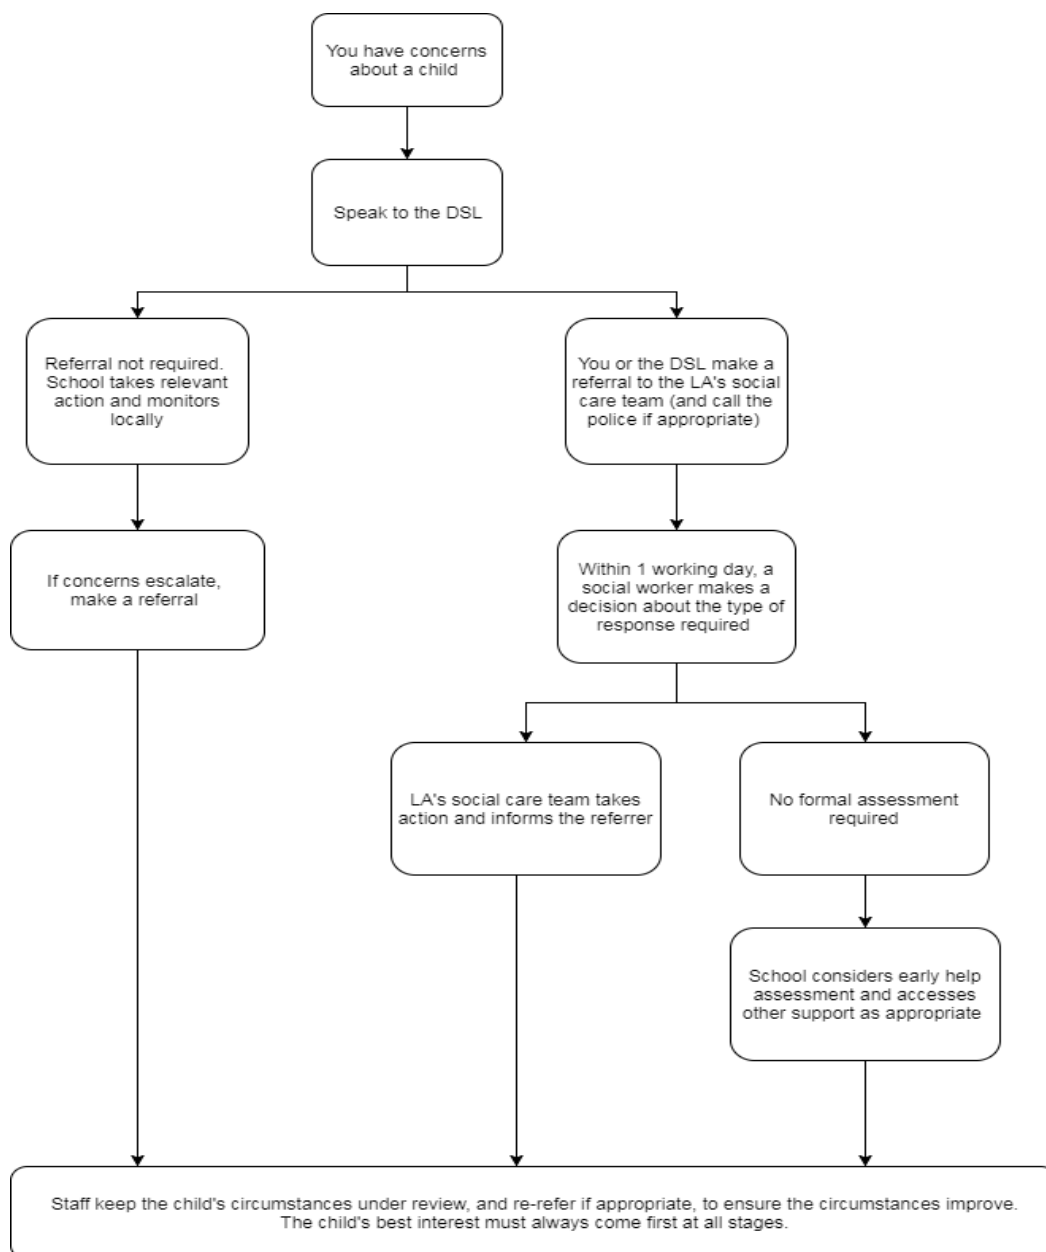 You have concerns
about a child
Speak to the DSL
Referral not required.
School takes relevant
action and monitors
locally
You or the DSL make a
referral to the LA's social
care team (and call the
police if appropriate)
If concerns escalate,
make a referral
Within 1 working day, a
social worker makes a
decision about the type of
response required
LA's social care team takes
action and informs the referrer
No formal assessment
required
School considers early help
assessment and accesses
other support as appropriate
Staff keep the child's circumstances under review, and re-refer if appropriate, to ensure the circumstances improve.
The child's best interest must always come first at all stages.